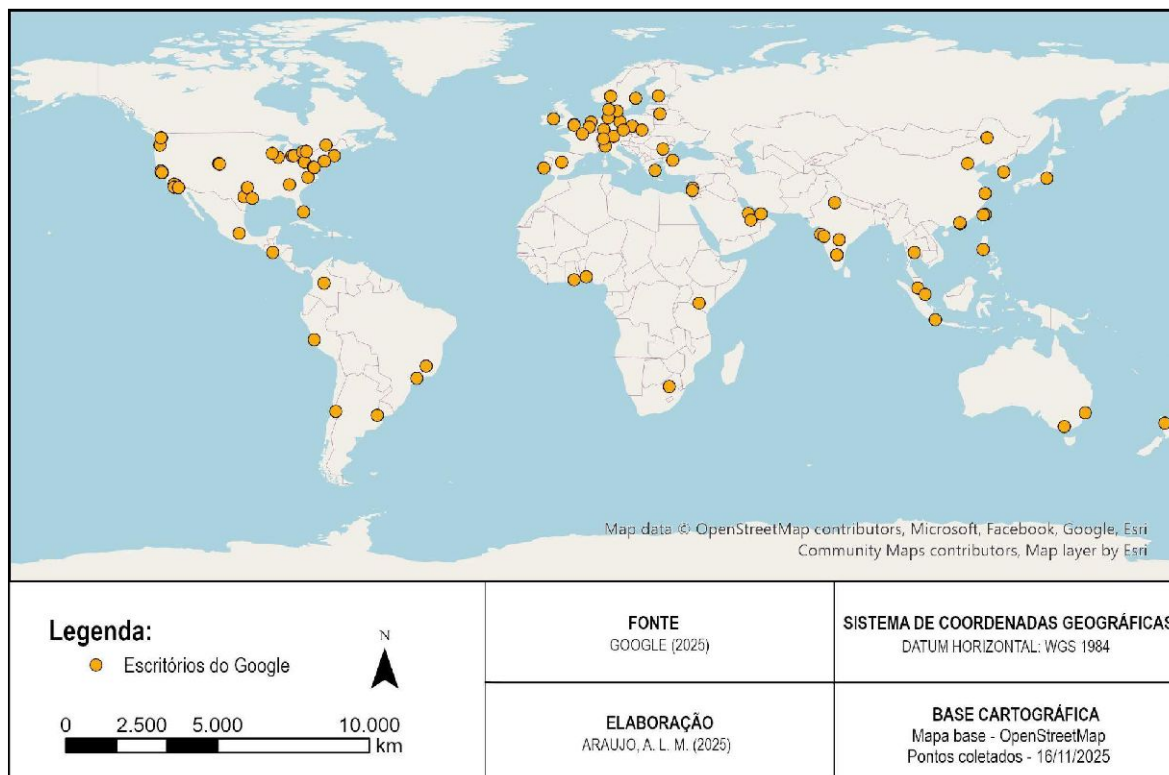 Map data © OpenStreetMap contributors, Microsoft, Facebook, Google, Esri
Community Maps contributors, Map layer by Esri
Legenda:
Escritórios do Google
N
0 2.500 5.000 10.000
km
FONTE
GOOGLE (2025)
SISTEMA DE COORDENADAS GEOGRÁFICAS
DATUM HORIZONTAL: WGS 1984
ELABORAÇÃO
ARAUJO, A. L. M. (2025)
BASE CARTOGRÁFICA
Mapa base - OpenStreetMap
Pontos coletados - 16/11/2025